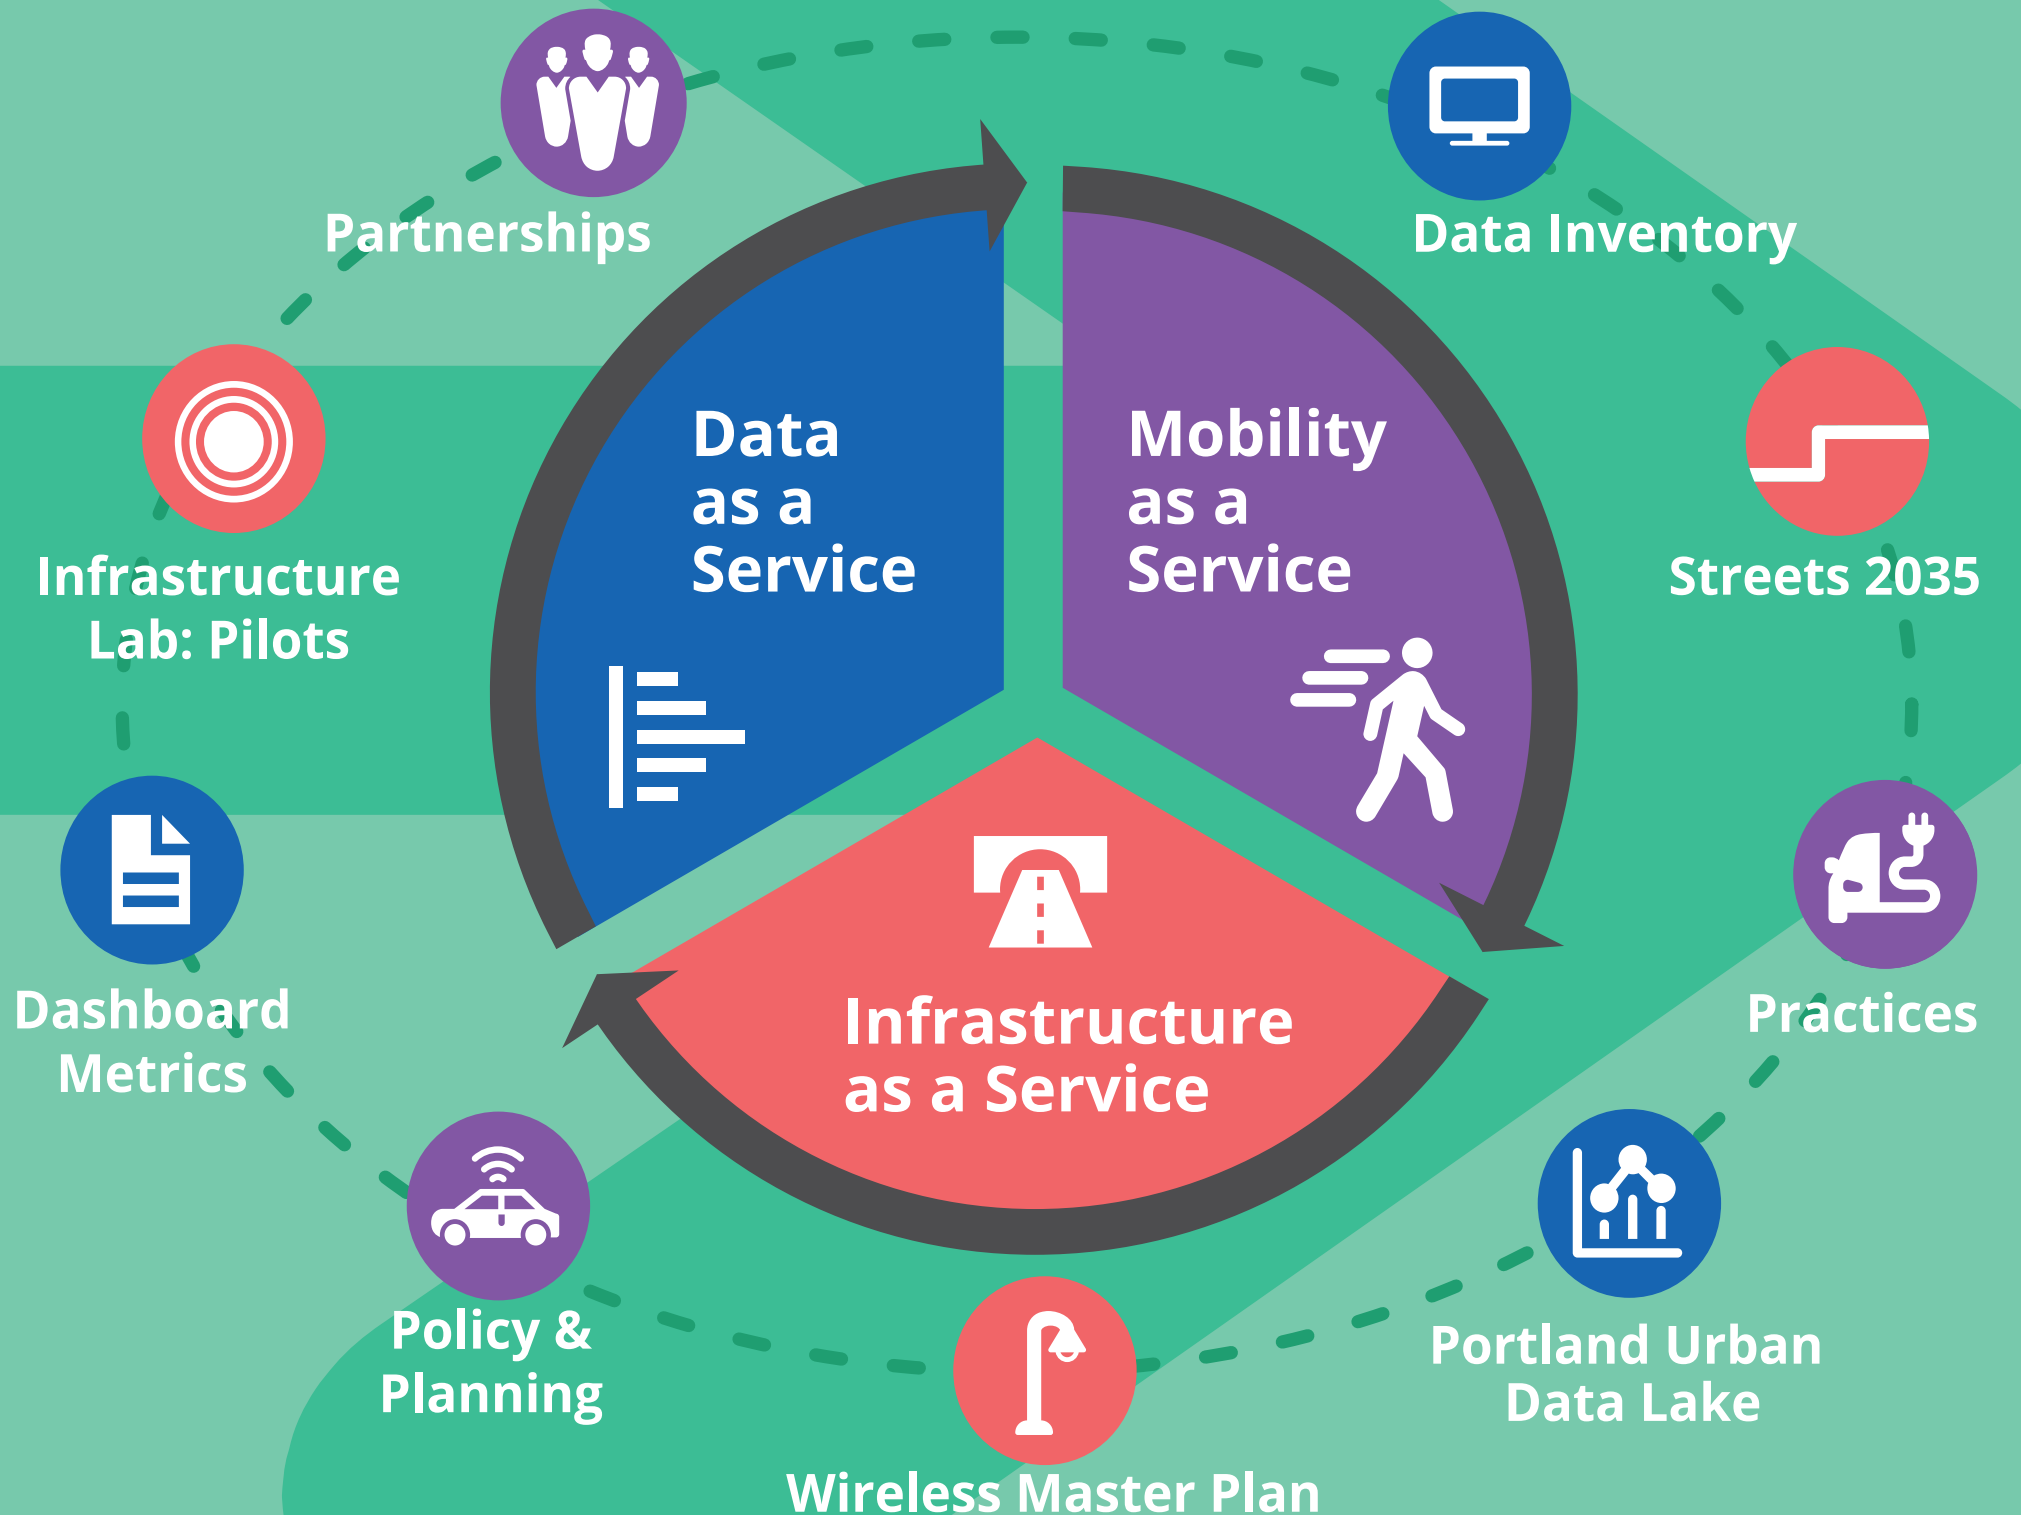 Partnerships
Data Inventory
Data
as a
Service
Mobility
as a
Service
Infrastructure
Lab: Pilots
Streets 2035
Dashboard
Metrics
Infrastructure
as a Service
Practices
Policy &
Planning
Portland Urban
Data Lake
Wireless Master Plan